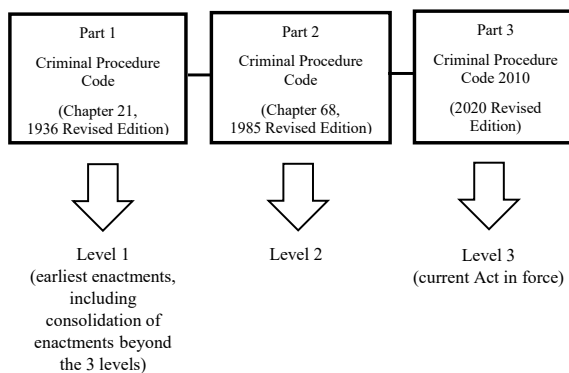 Part 1
Criminal Procedure
Code
(Chapter 21,
1936 Revised Edition)
Part 2
Criminal Procedure
Code
(Chapter 68,
1985 Revised Edition)
Part 3
Criminal Procedure
Code 2010
(2020 Revised
Edition)
Level 1
(earliest enactments,
including
consolidation of
enactments beyond
the 3 levels)
Level 2
Level 3
(current Act in force)